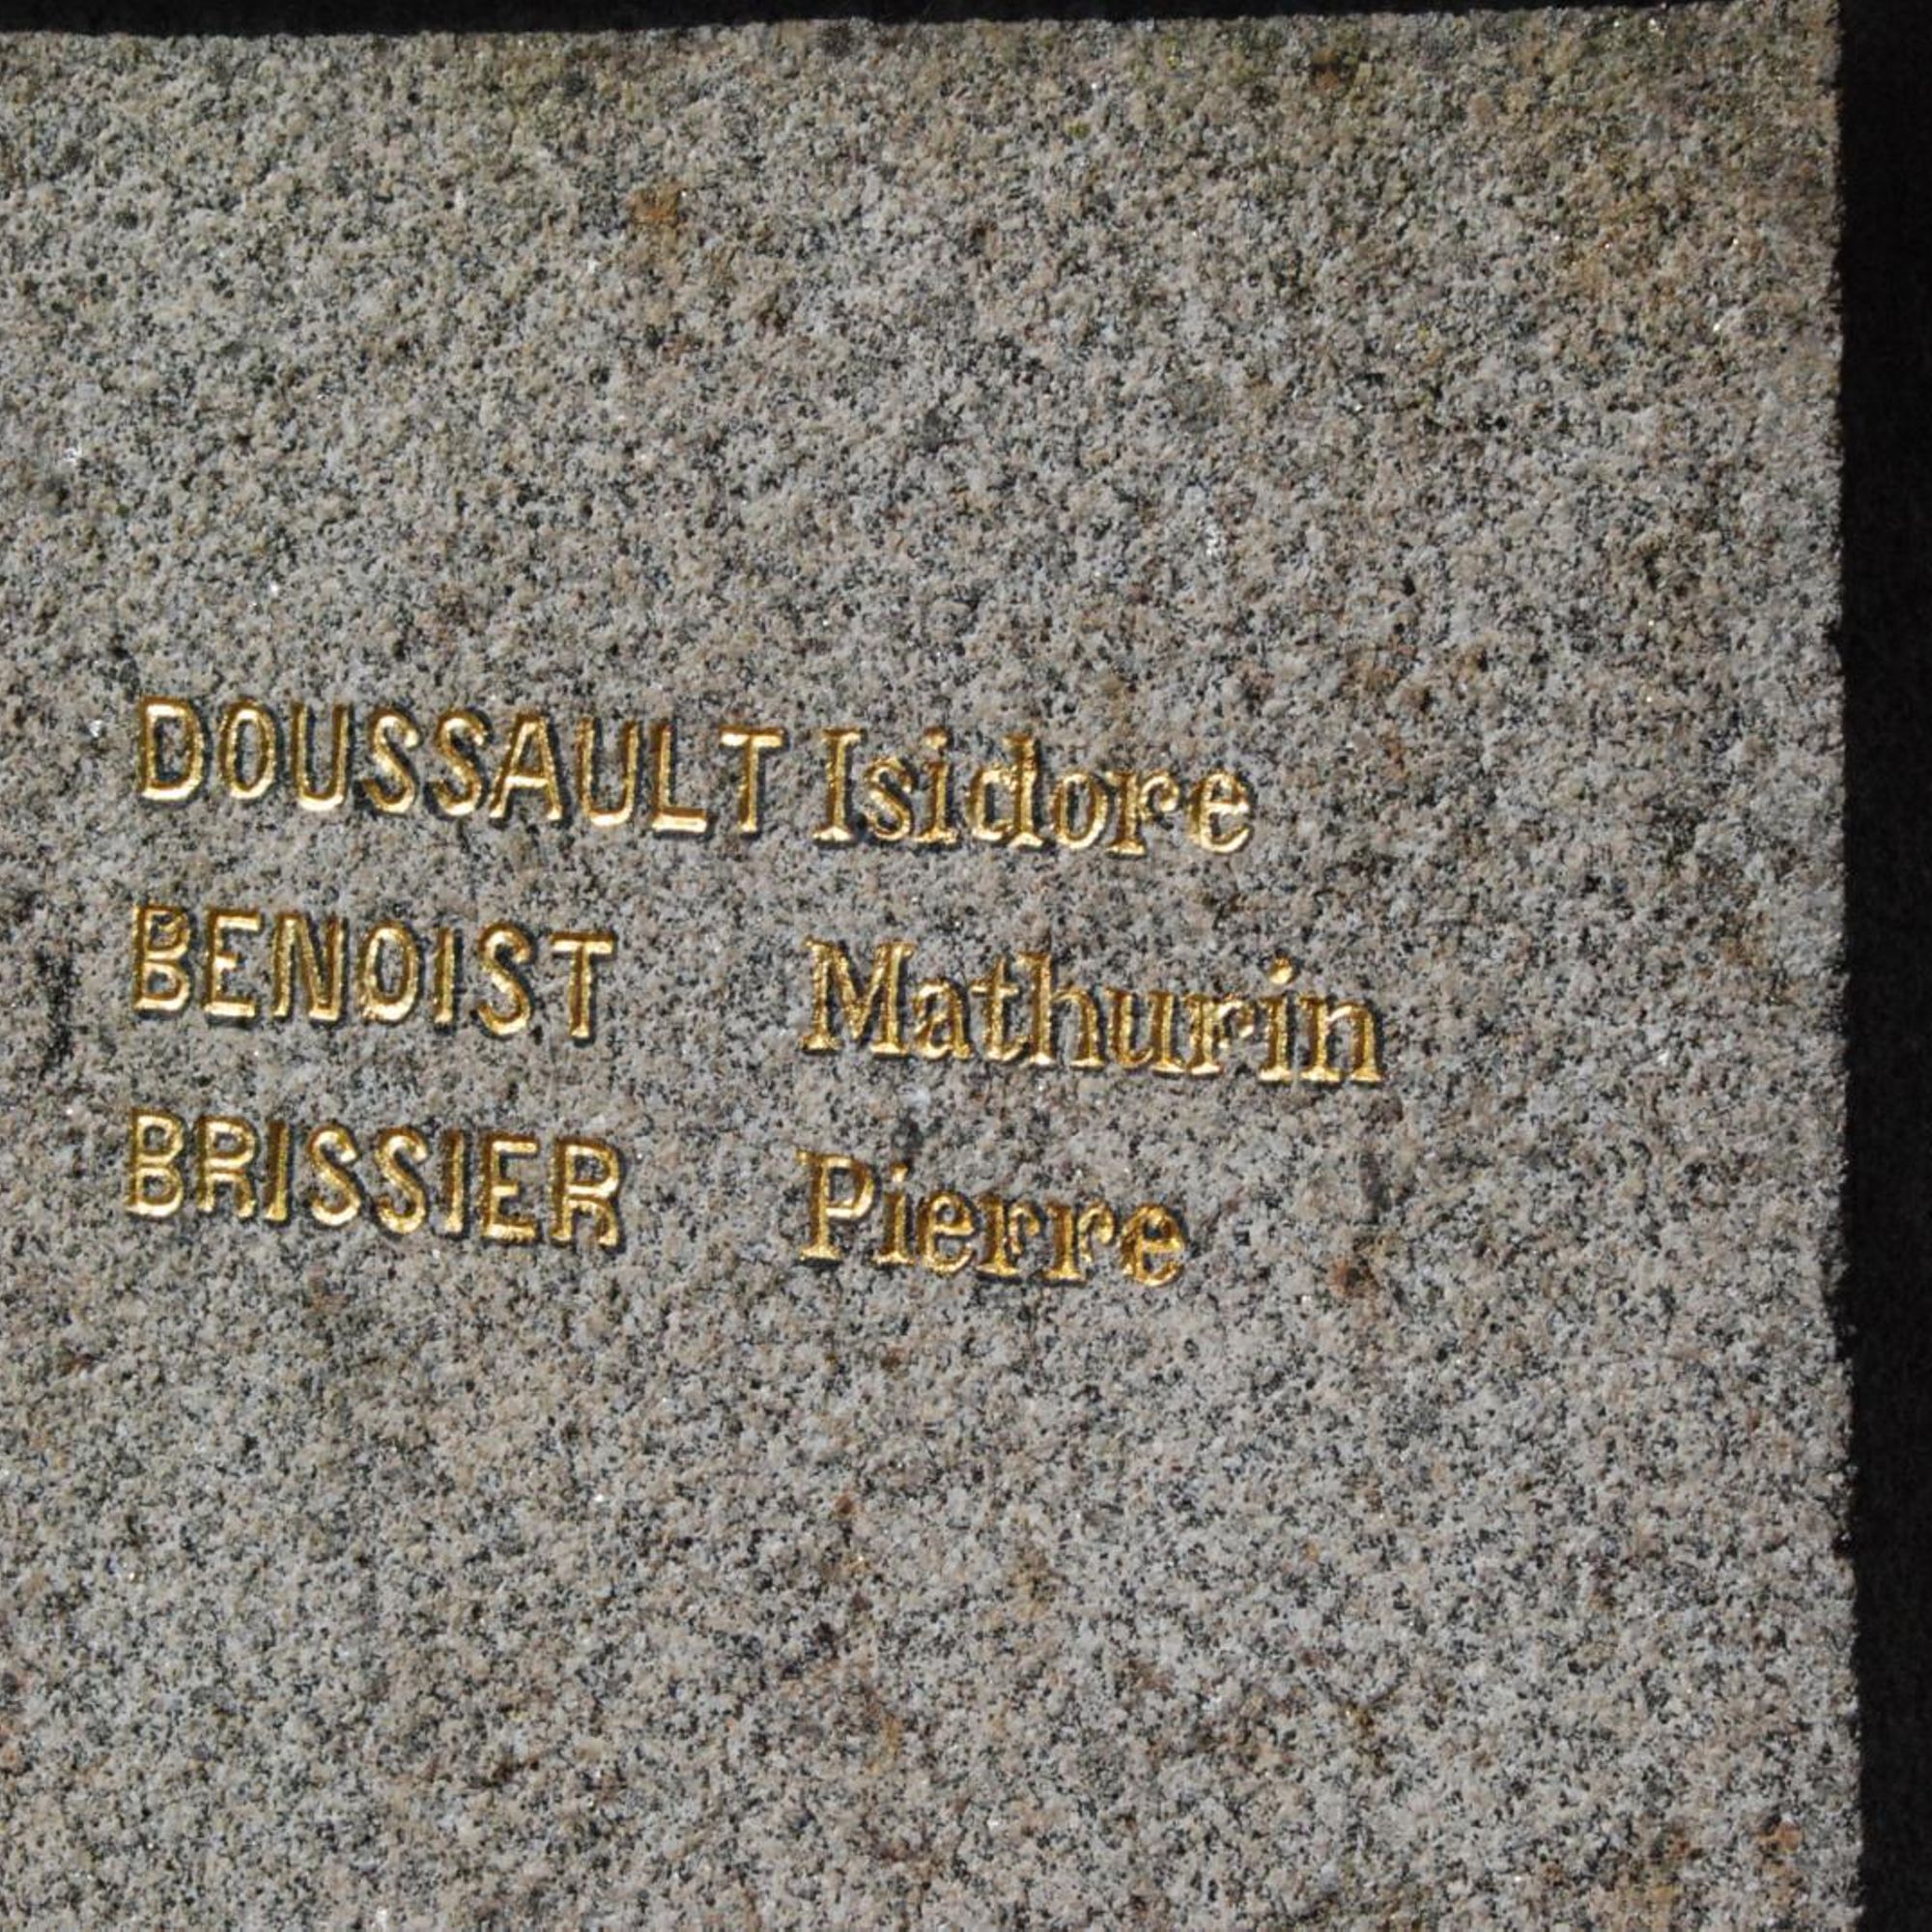 DOUSSAULT Isidore
BENOIST Mathurin
BRISSIER Pierre